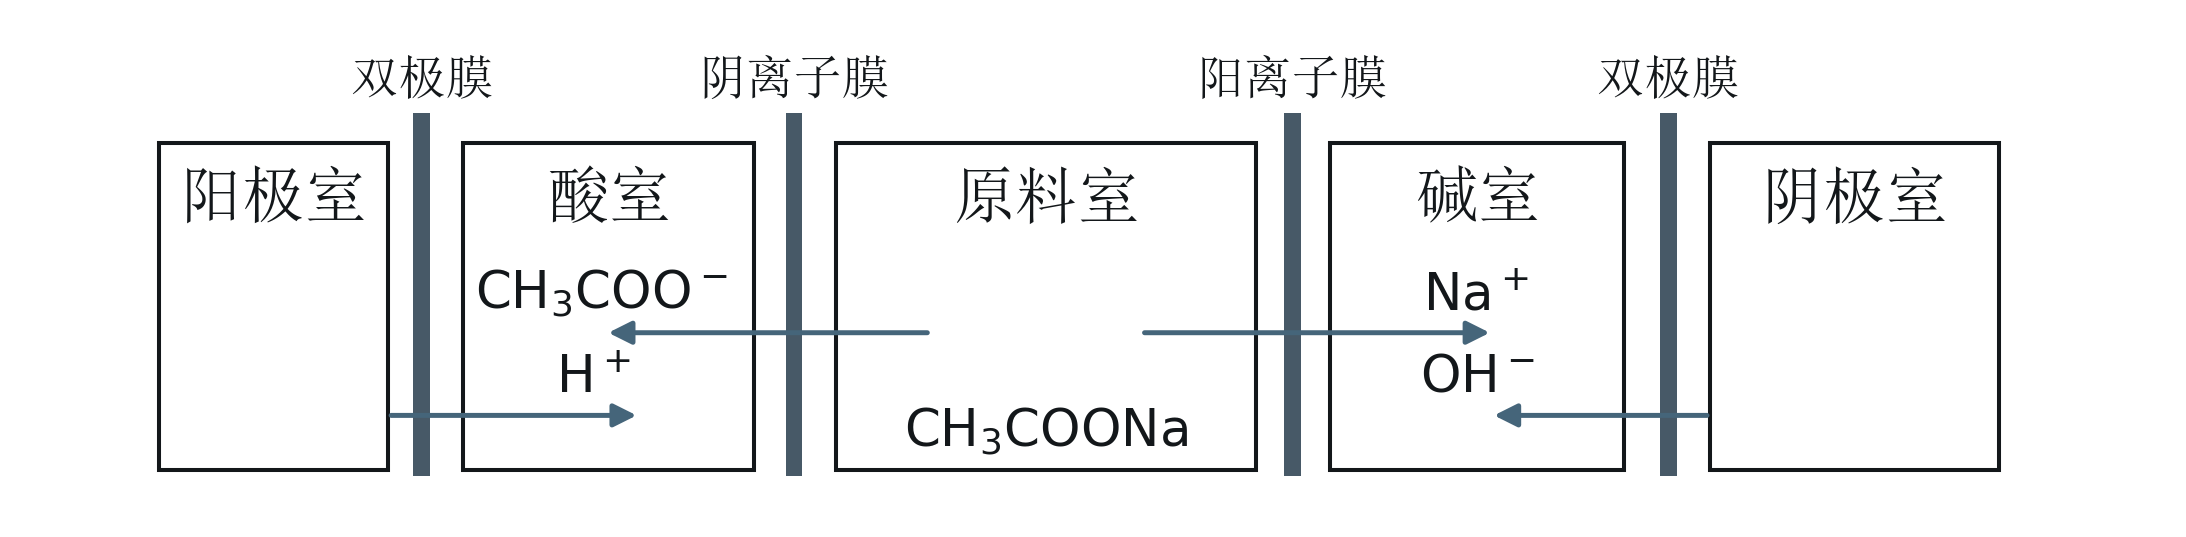 双极膜 阴离子膜 阳离子膜 双极膜
阳极室 酸室 原料室 碱室 阴极室
CH₃COO⁻ Na⁺
H⁺ OH⁻
CH₃COONa